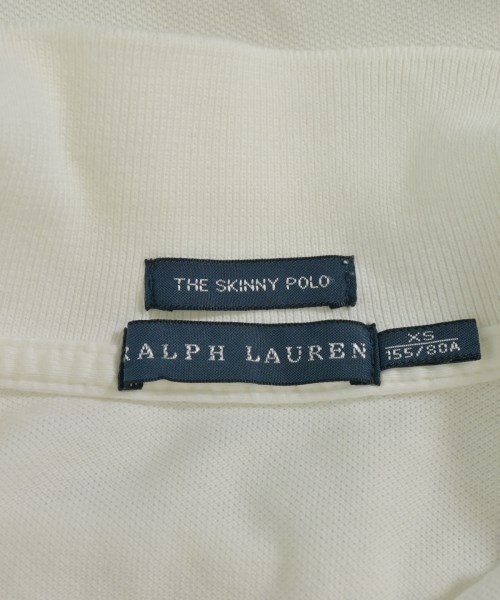 THE SKINNY POLO
RALPH LAUREN
XS
155/80A